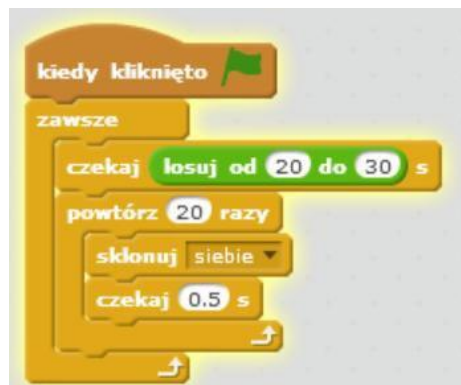 kiedy kliknięto
zawsze
czekaj losuj od 20 do 30 s
powtórz 20 razy
sklonuj siebie
czekaj 0.5 s